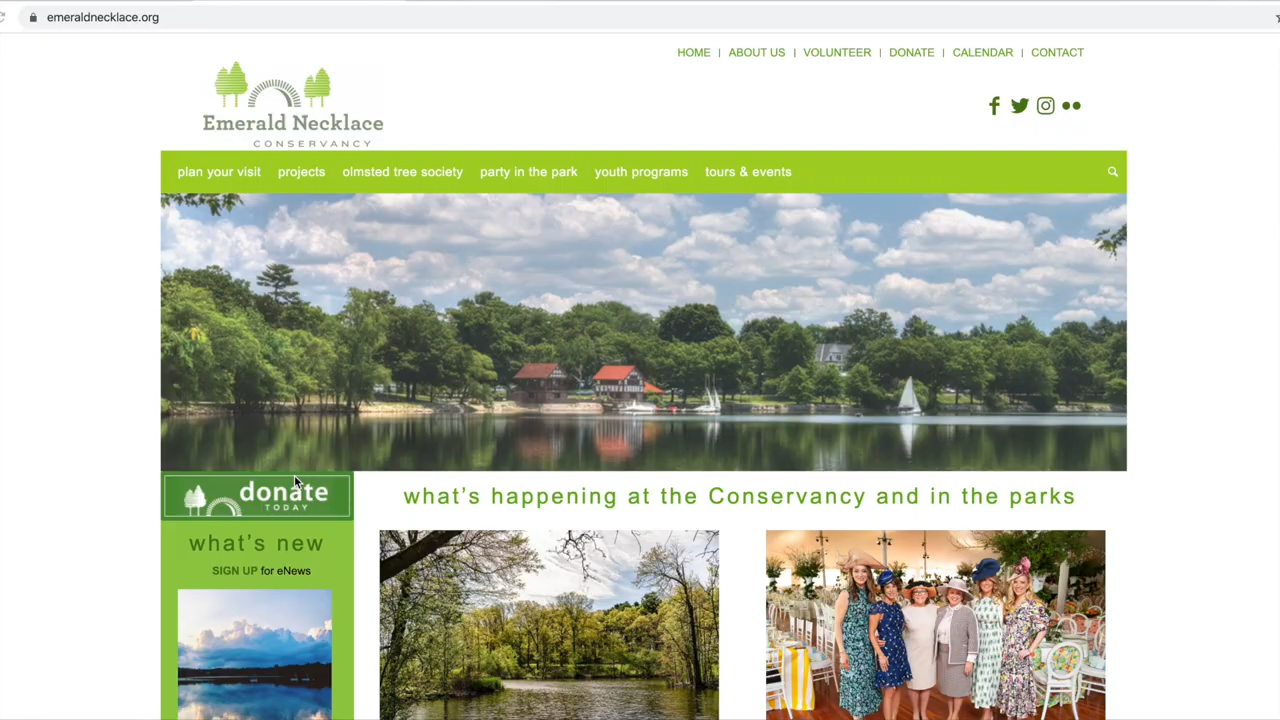 emeraldnecklace.org
HOME | ABOUT US | VOLUNTEER | DONATE | CALENDAR | CONTACT
Emerald Necklace
CONSERVANCY
plan your visit projects olmsted tree society party in the park youth programs tours & events
donate
TODAY
what's happening at the Conservancy and in the parks
what's new
SIGN UP for eNews